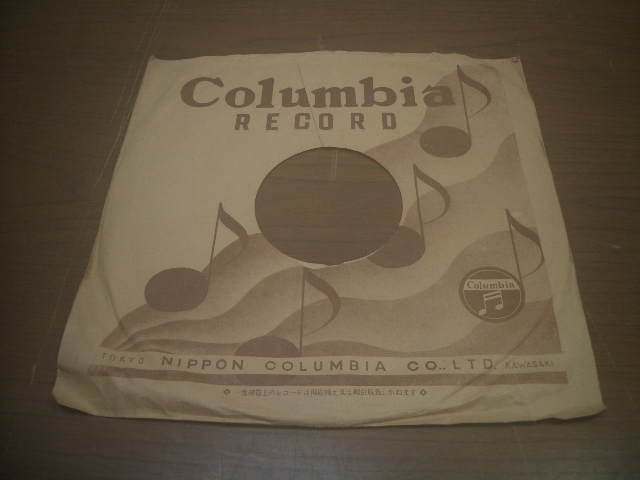 Columbia
RECORD
Columbia
TOKYO NIPPON COLUMBIA CO., LTD. KAWASAKI